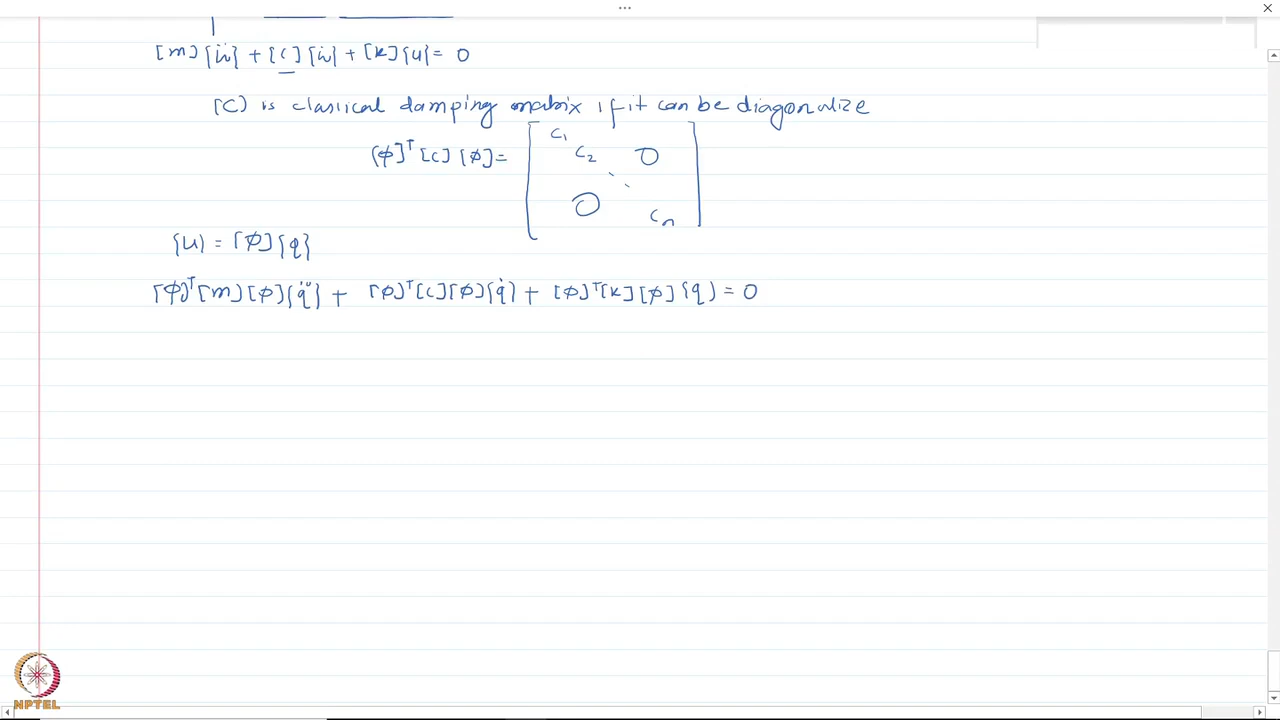 [m]{ü} + [c]{u̇} + [k]{u} = 0
[C] is classical damping matrix if it can be diagonalize
[ϕ]ᵀ[c][ϕ] =
c₁
c₂ 0
⋱
0 cₙ
{u} = [ϕ]{q}
[ϕ]ᵀ[m][ϕ]{q̈} + [ϕ]ᵀ[c][ϕ]{q̇} + [ϕ]ᵀ[k][ϕ]{q} = 0
NPTEL